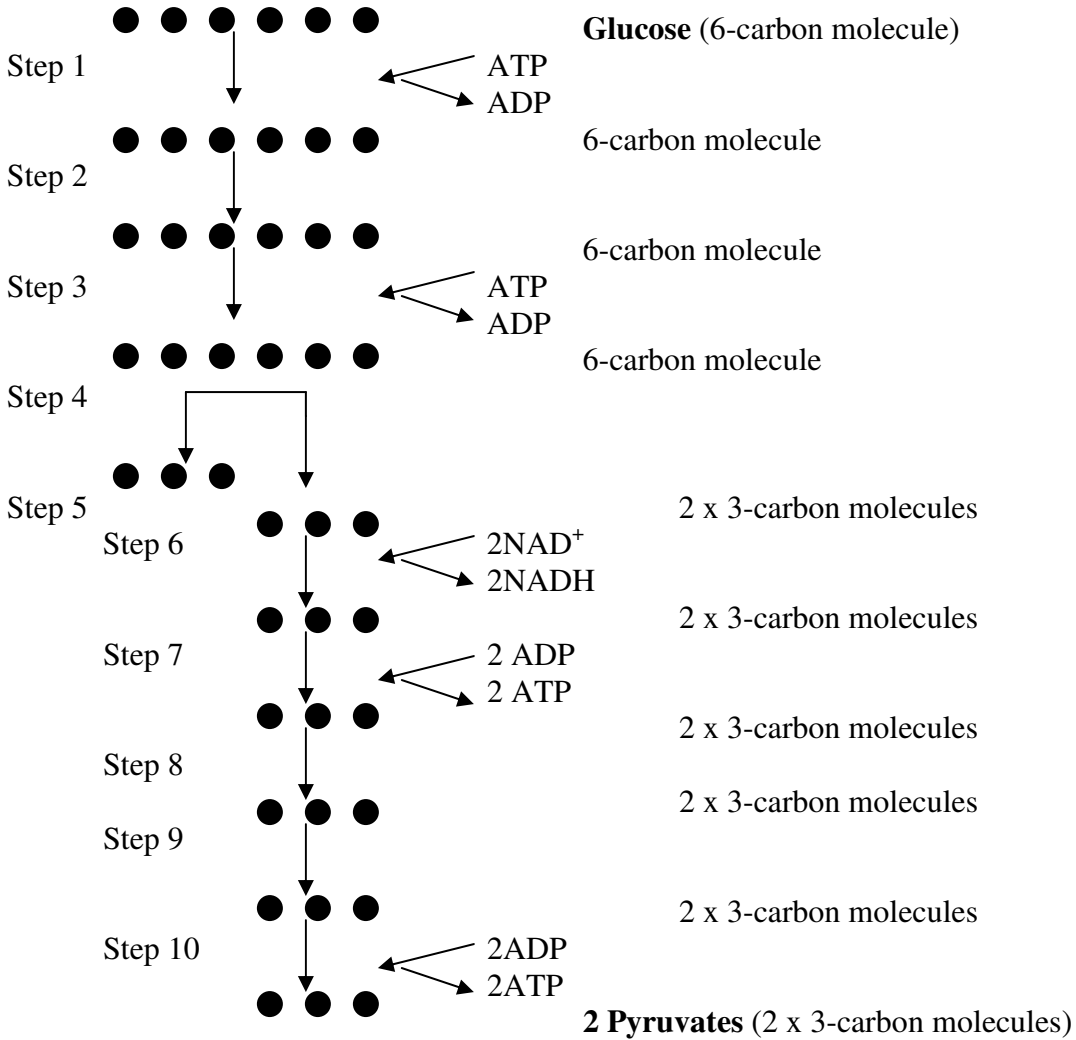 Glucose (6-carbon molecule)
Step 1
ATP
ADP
6-carbon molecule
Step 2
6-carbon molecule
Step 3
ATP
ADP
6-carbon molecule
Step 4
Step 5
2 x 3-carbon molecules
Step 6
2NAD⁺
2NADH
2 x 3-carbon molecules
Step 7
2 ADP
2 ATP
2 x 3-carbon molecules
Step 8
2 x 3-carbon molecules
Step 9
2 x 3-carbon molecules
Step 10
2ADP
2ATP
2 Pyruvates (2 x 3-carbon molecules)